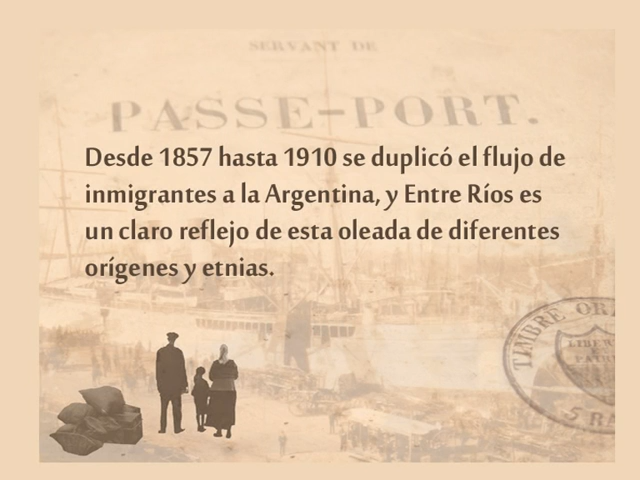 SERVANT DE
PASSE-PORT.
Desde 1857 hasta 1910 se duplicó el flujo de
inmigrantes a la Argentina, y Entre Ríos es
un claro reflejo de esta oleada de diferentes
orígenes y etnias.
TIMBRE